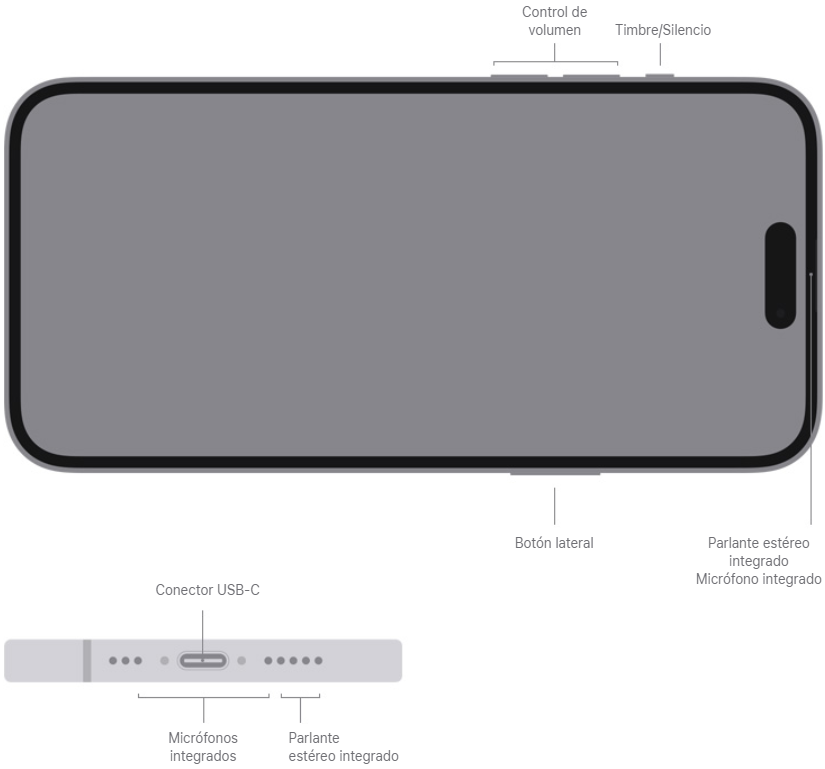 Control de
volumen
Timbre/Silencio
Botón lateral
Parlante estéreo
integrado
Micrófono integrado
Conector USB-C
Micrófonos
integrados
Parlante
estéreo integrado